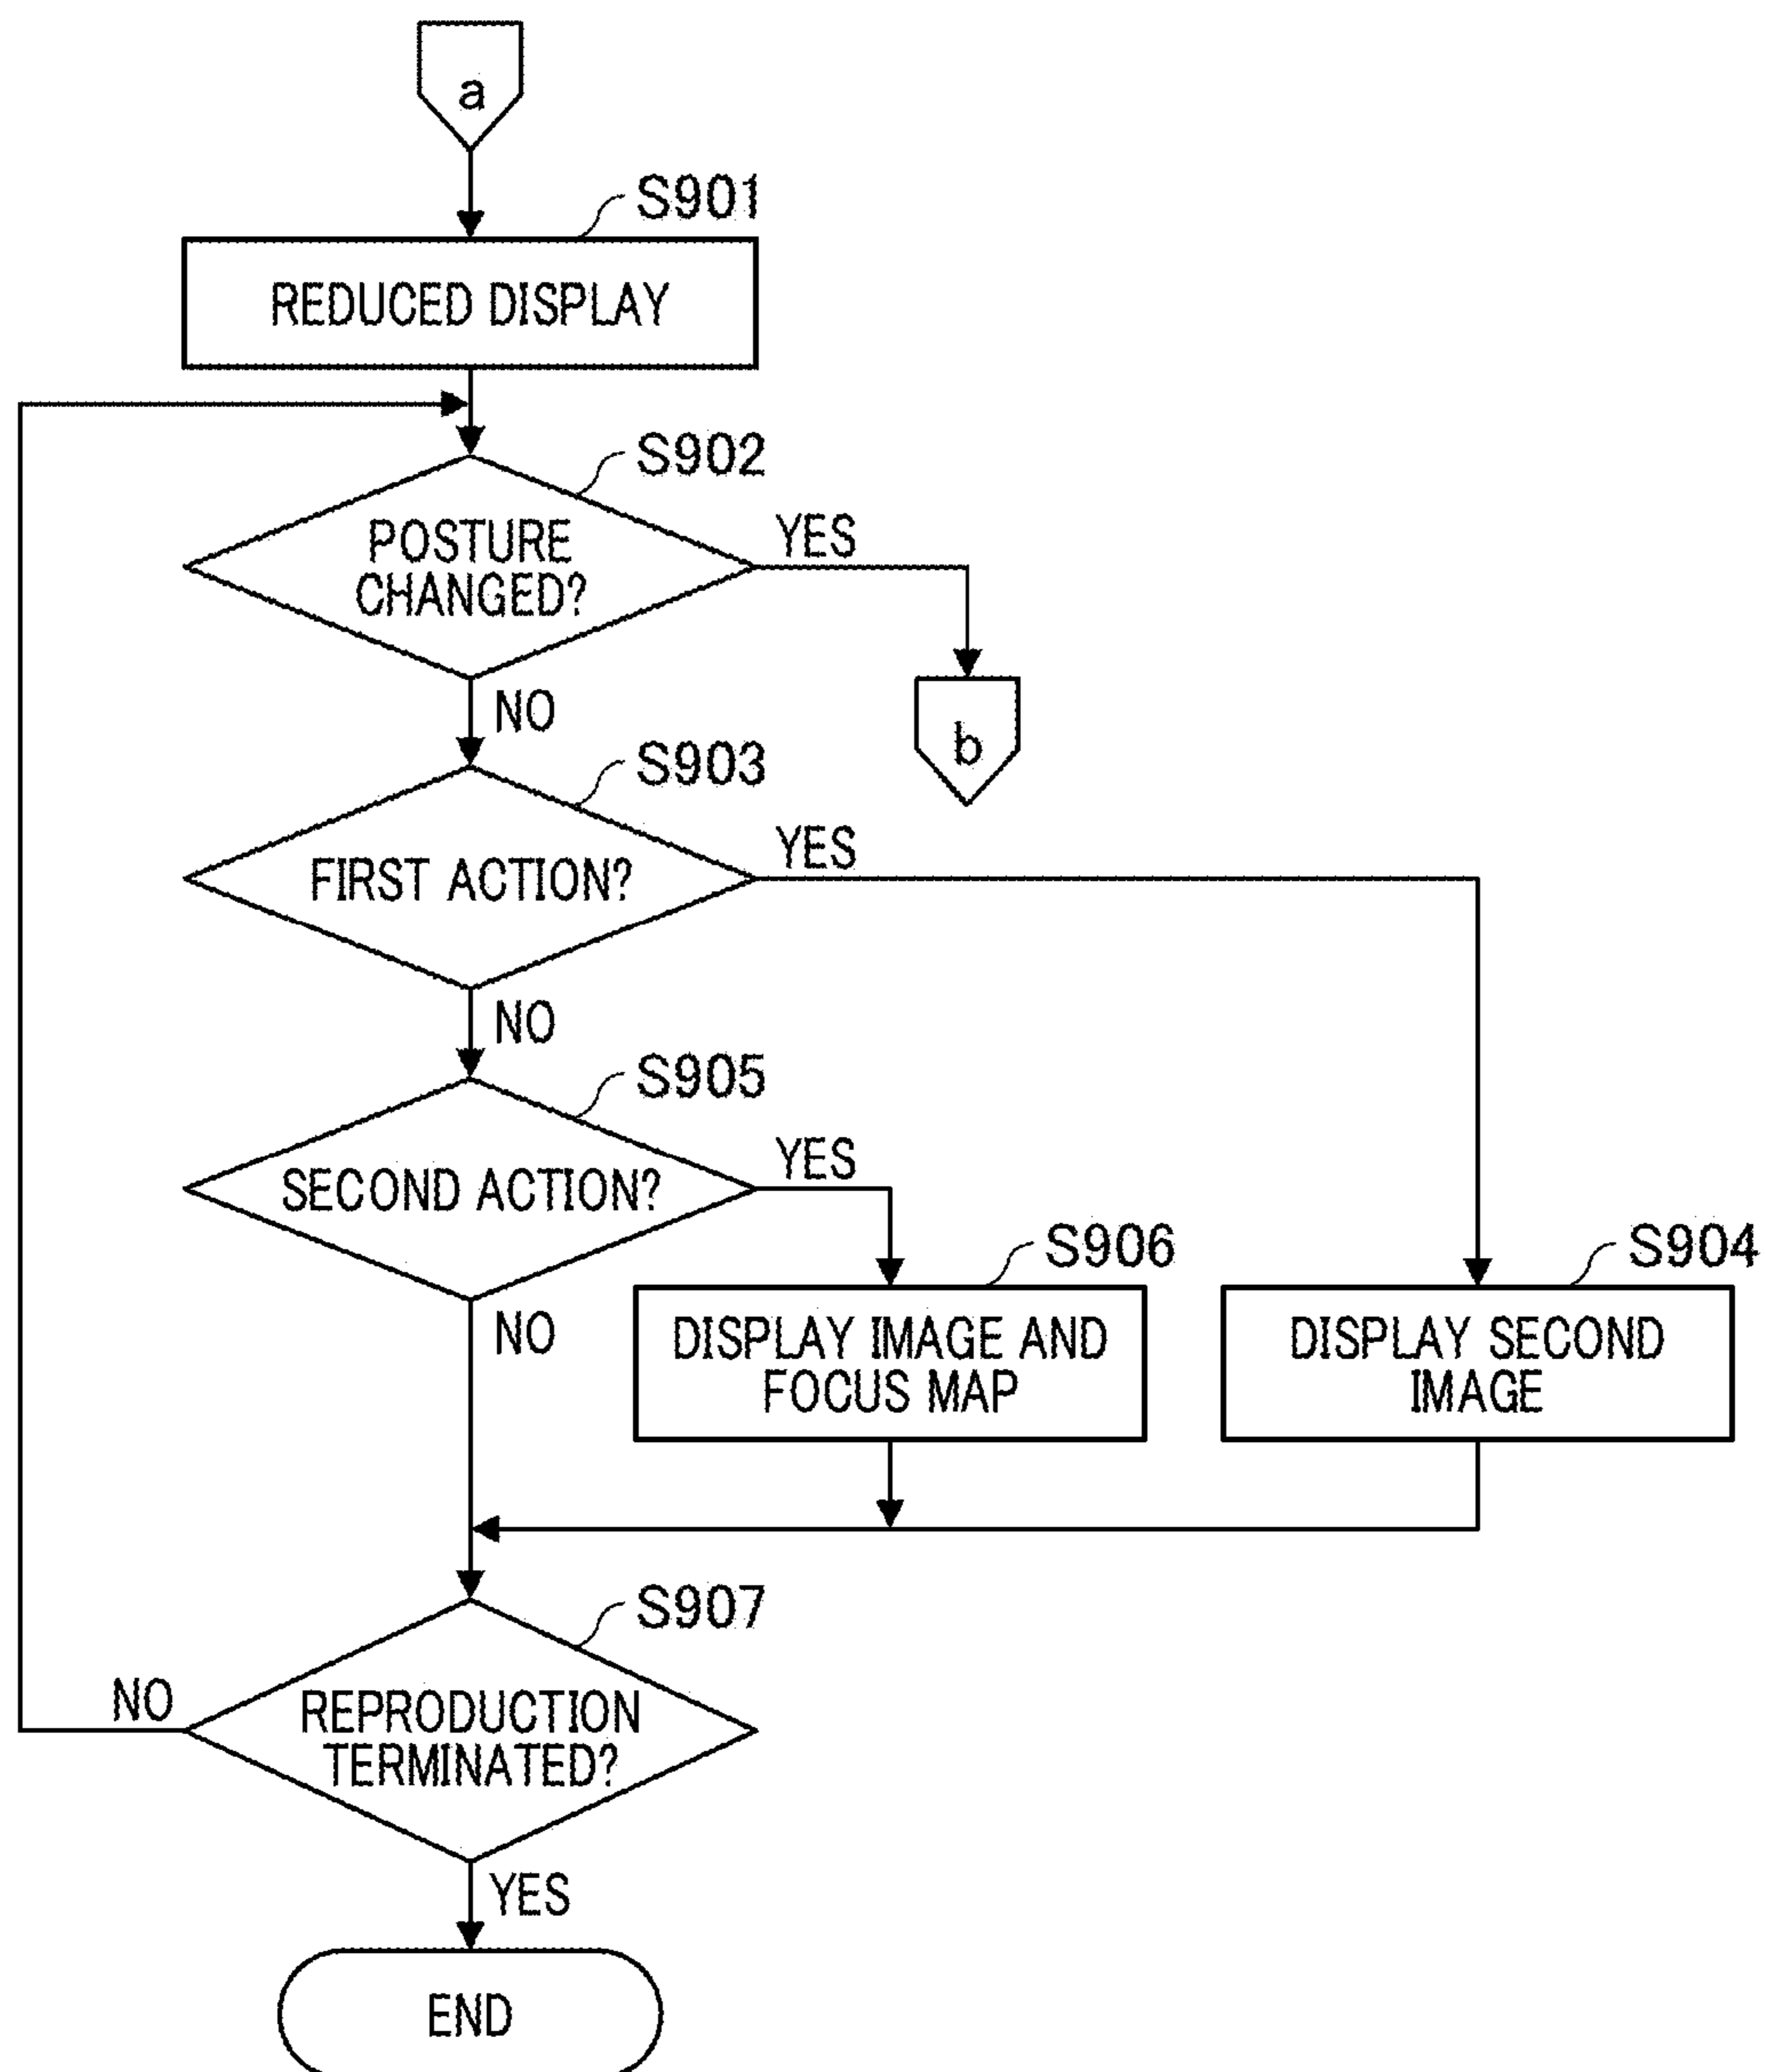 a
S901
REDUCED DISPLAY
S902
POSTURE
CHANGED?
YES
NO
b
S903
FIRST ACTION?
YES
NO
S905
SECOND ACTION?
YES
NO
S906
DISPLAY IMAGE AND
FOCUS MAP
S904
DISPLAY SECOND
IMAGE
S907
REPRODUCTION
TERMINATED?
NO
YES
END